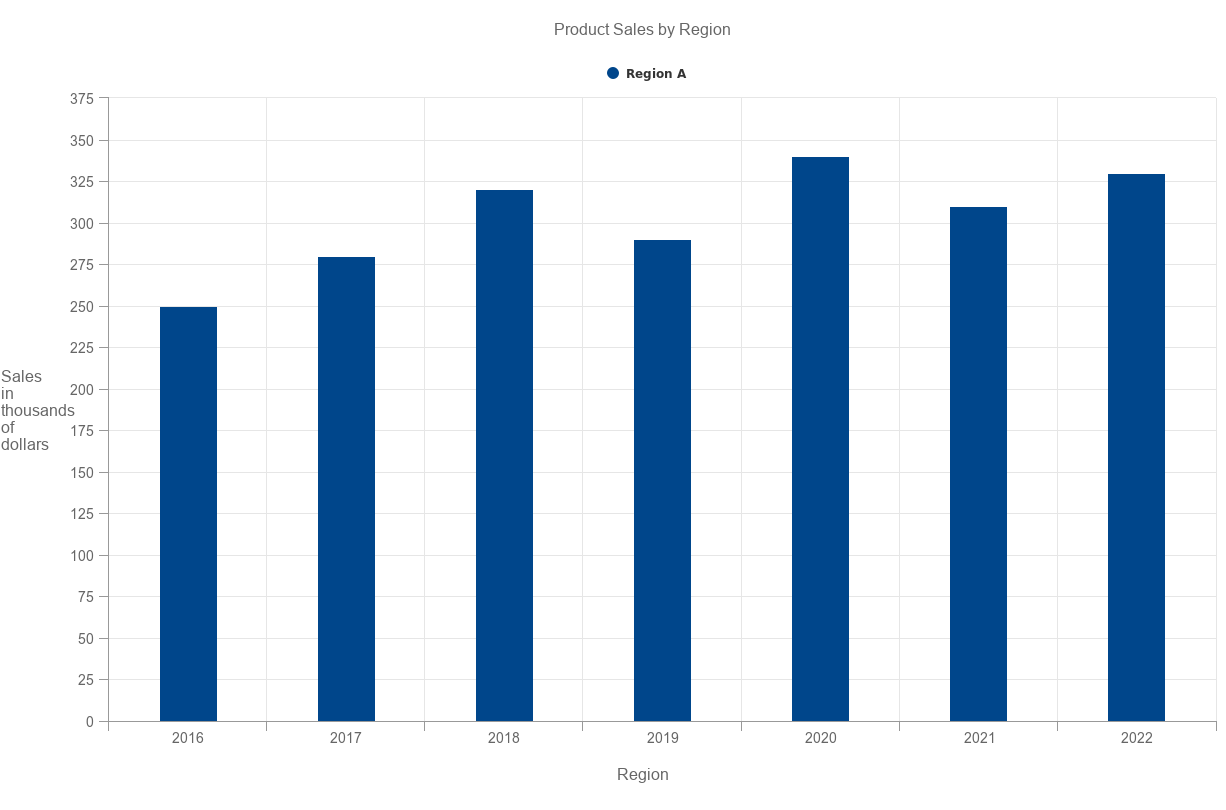 Product Sales by Region
Region A
375
350
325
300
275
250
225
200
175
150
125
100
75
50
25
0
Sales
in
thousands
of
dollars
2016 2017 2018 2019 2020 2021 2022
Region